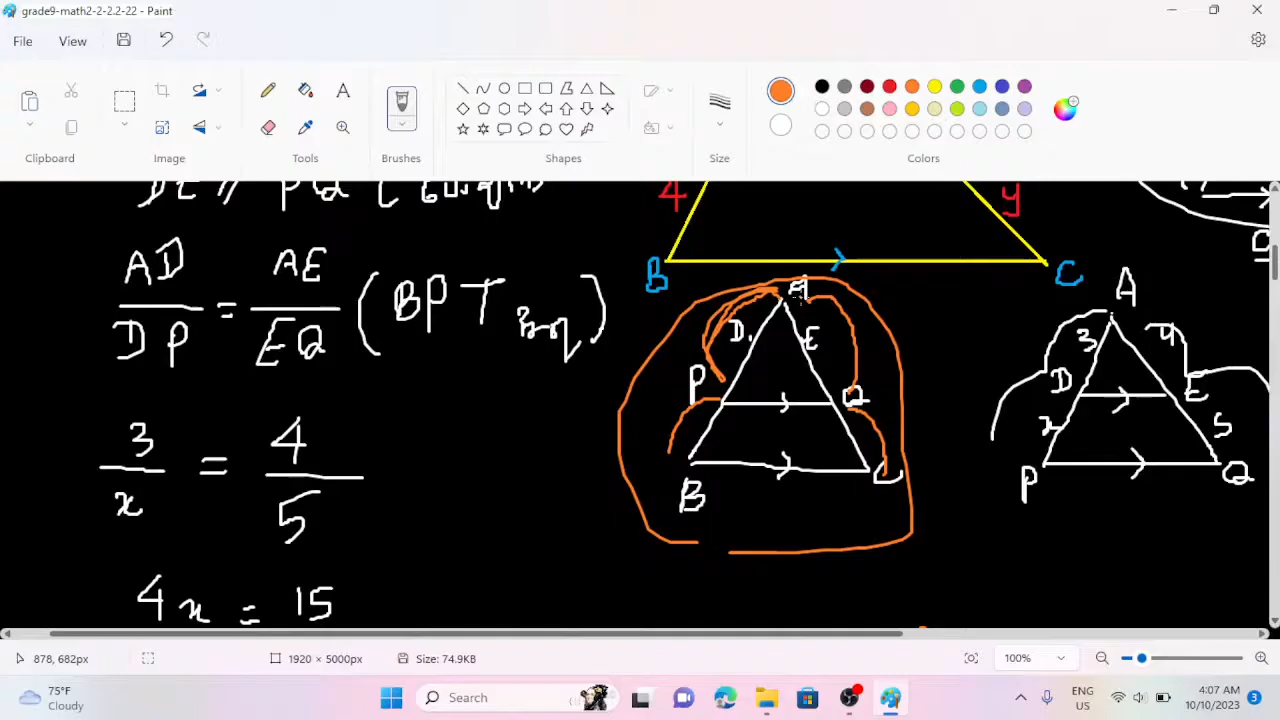 grade9-math2-2-2.2-22 - Paint
File View
Clipboard Image Tools Brushes Shapes Size Colors
4 y
B C
AD/DP = AE/EQ (BPT Eq)
A
D E
P Q
B C
A
3 4
D E
x 5
P Q
3/x = 4/5
4x = 15
878, 682px 1920 × 5000px Size: 74.9KB 100%
75°F
Cloudy
Search
ENG
US
4:07 AM
10/10/2023
3